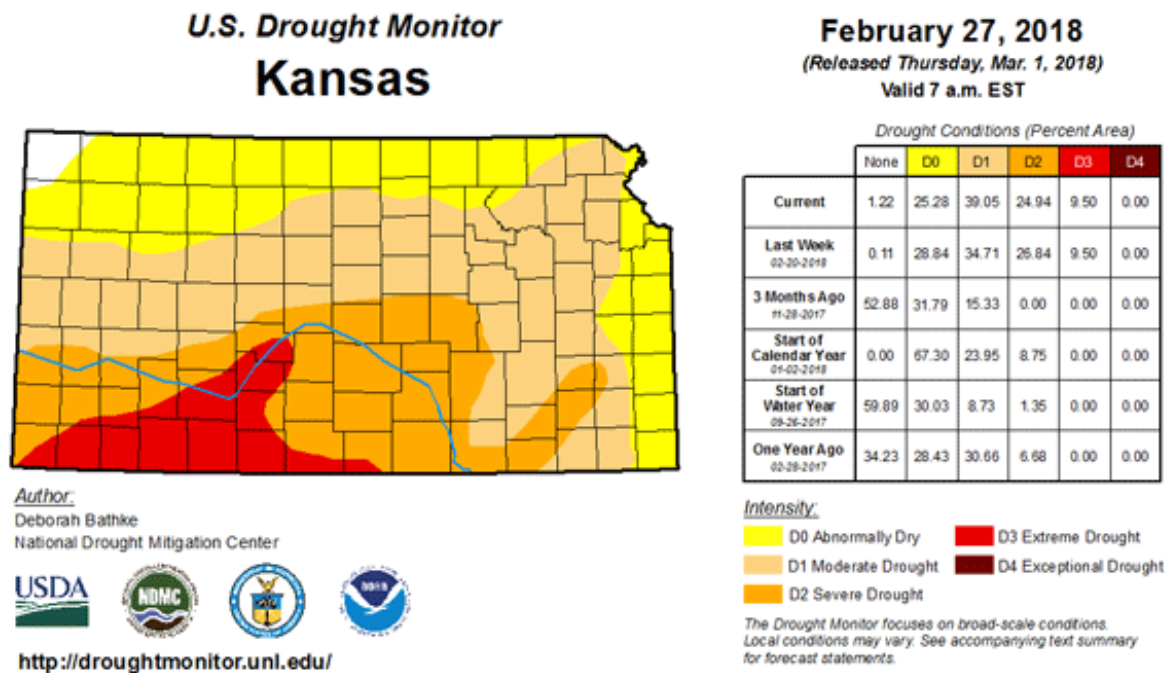 U.S. Drought Monitor
Kansas
February 27, 2018
(Released Thursday, Mar. 1, 2018)
Valid 7 a.m. EST
Drought Conditions (Percent Area)
None D0 D1 D2 D3 D4
Current 1.22 25.28 39.05 24.94 9.50 0.00
Last Week 0.11 28.84 34.71 26.84 9.50 0.00
02-20-2018
3 Months Ago 52.88 31.79 15.33 0.00 0.00 0.00
11-28-2017
Start of
Calendar Year 0.00 67.30 23.95 8.75 0.00 0.00
01-02-2018
Start of
Water Year 59.89 30.03 8.73 1.35 0.00 0.00
09-26-2017
One Year Ago 34.23 28.43 30.66 6.68 0.00 0.00
02-28-2017
Intensity:
D0 Abnormally Dry
D1 Moderate Drought
D2 Severe Drought
D3 Extreme Drought
D4 Exceptional Drought
The Drought Monitor focuses on broad-scale conditions.
Local conditions may vary. See accompanying text summary
for forecast statements.
Author:
Deborah Bathke
National Drought Mitigation Center
USDA
NDMC
http://droughtmonitor.unl.edu/